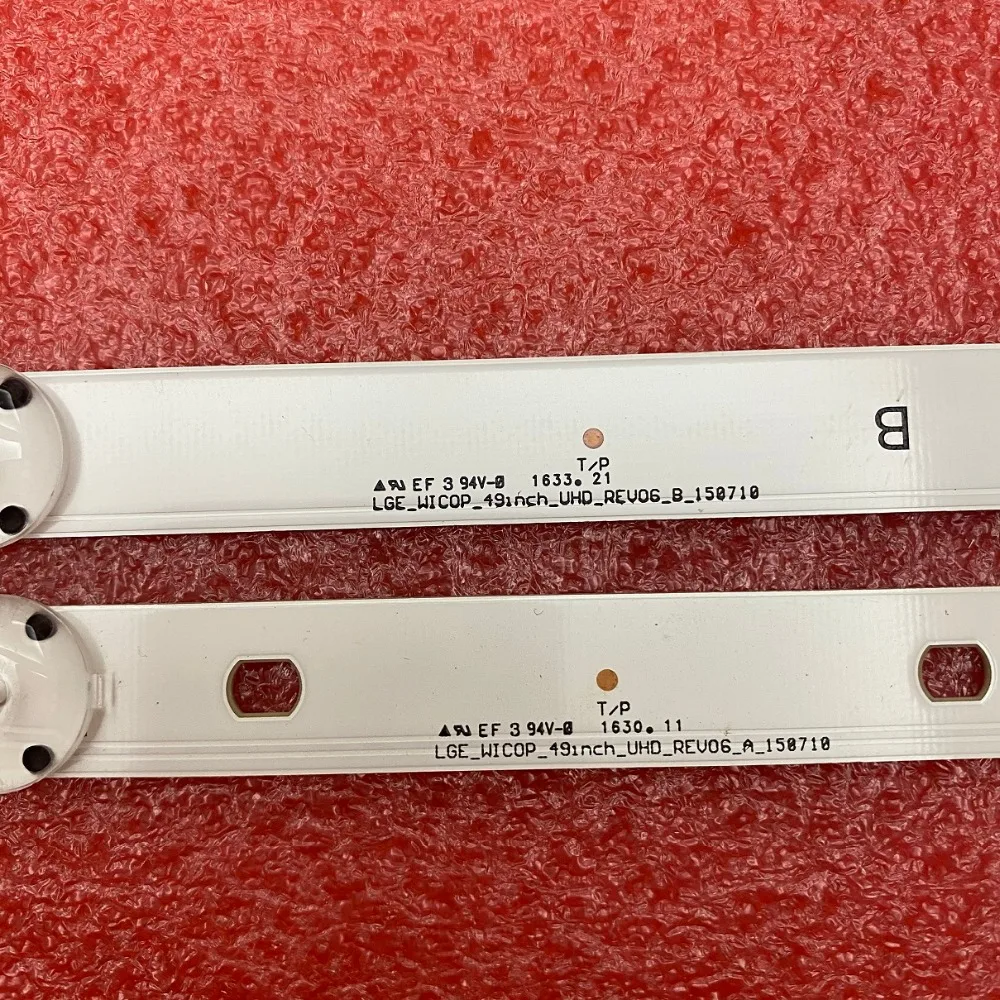 B
T/P
EF 3 94V-0 1633. 21
LGE_WICOP_49inch_UHD_REV06_B_150710
T/P
EF 3 94V-0 1630. 11
LGE_WICOP_49inch_UHD_REV06_A_150710